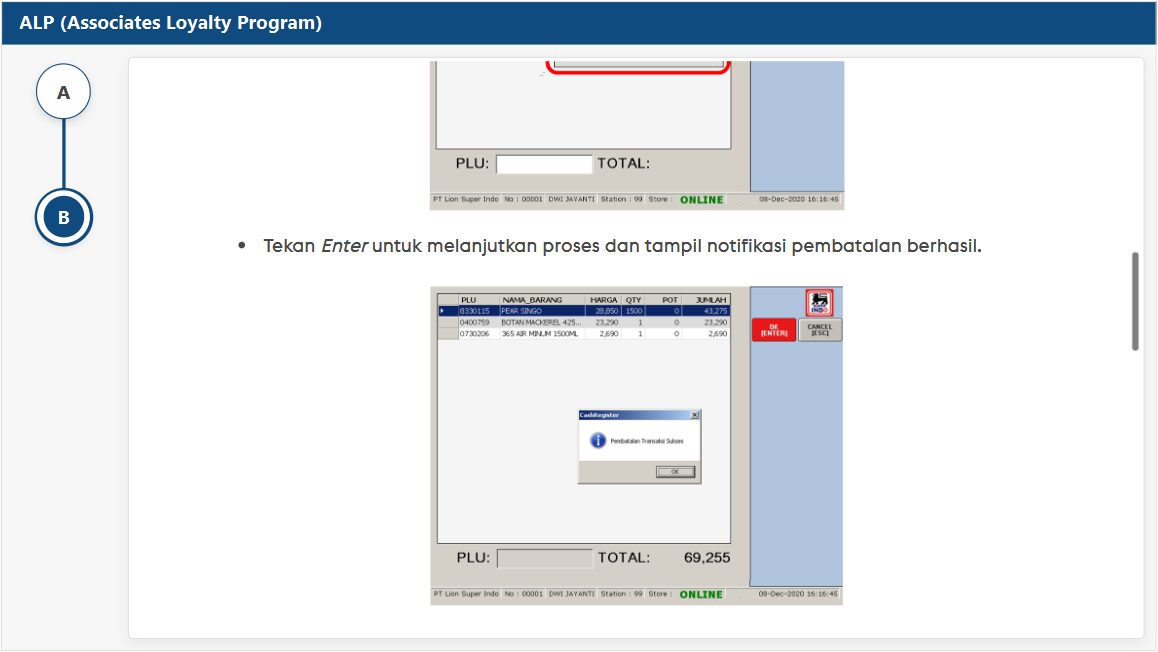 ALP (Associates Loyalty Program)
A
B
PLU: TOTAL:
PT Lion Super Indo No : 00001 DWI JAYANTI Station : 99 Store : ONLINE 08-Dec-2020 16:16:45
• Tekan Enter untuk melanjutkan proses dan tampil notifikasi pembatalan berhasil.
PLU NAMA_BARANG HARGA QTY POT JUMLAH
8330115 PEAR SINGO 28,850 1500 0 43,275
0400759 BOTAN MACKEREL 425... 23,290 1 0 23,290
0730206 365 AIR MINUM 1500ML 2,690 1 0 2,690
INDO
OK [ENTER]
CANCEL [ESC]
CashRegister
Pembatalan Transaksi Sukses
OK
PLU: TOTAL: 69,255
PT Lion Super Indo No : 00001 DWI JAYANTI Station : 99 Store : ONLINE 08-Dec-2020 16:16:45